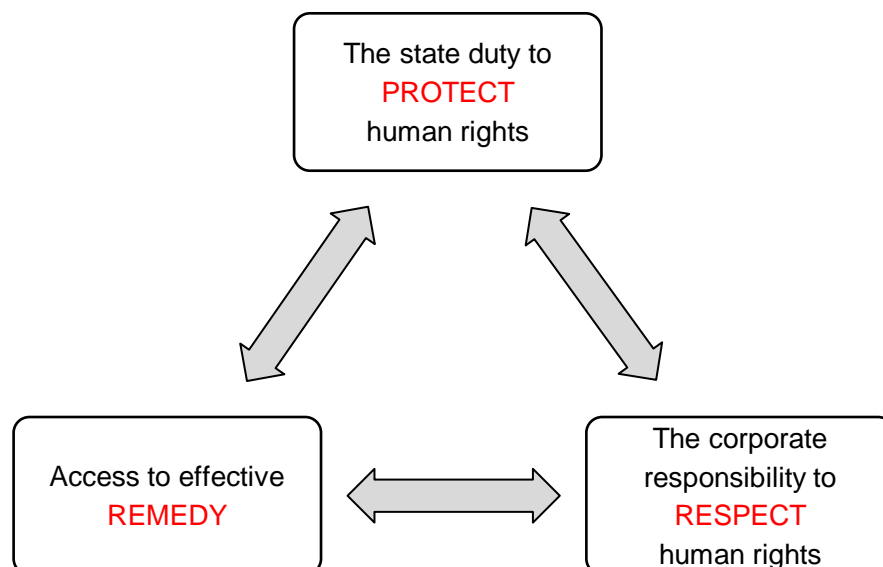 The state duty to
PROTECT
human rights
Access to effective
REMEDY
The corporate
responsibility to
RESPECT
human rights